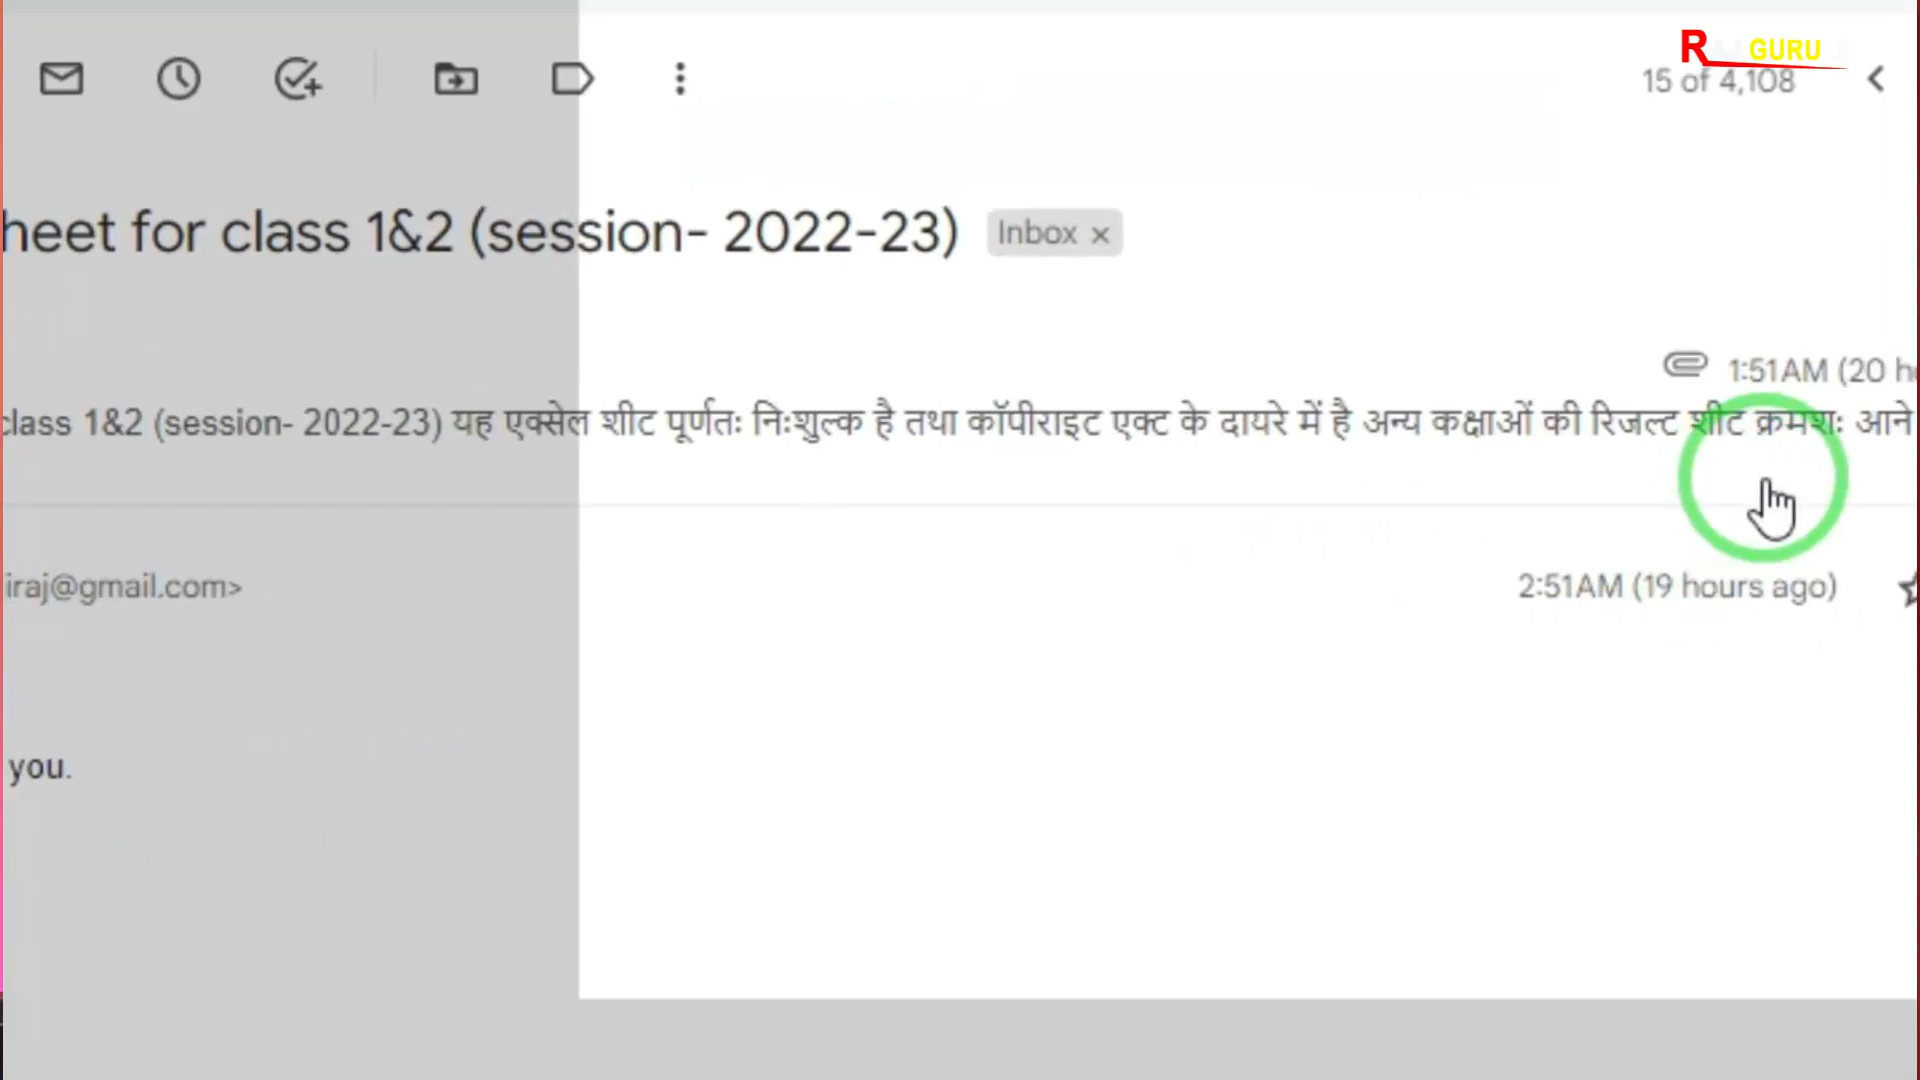 R GURU
15 of 4,108
heet for class 1&2 (session- 2022-23) Inbox ×
1:51AM (20 h
class 1&2 (session- 2022-23) यह एक्सेल शीट पूर्णतः निःशुल्क है तथा कॉपीराइट एक्ट के दायरे में है अन्य कक्षाओं की रिजल्ट शीट क्रमशः आने
iraj@gmail.com> 2:51AM (19 hours ago)
you.